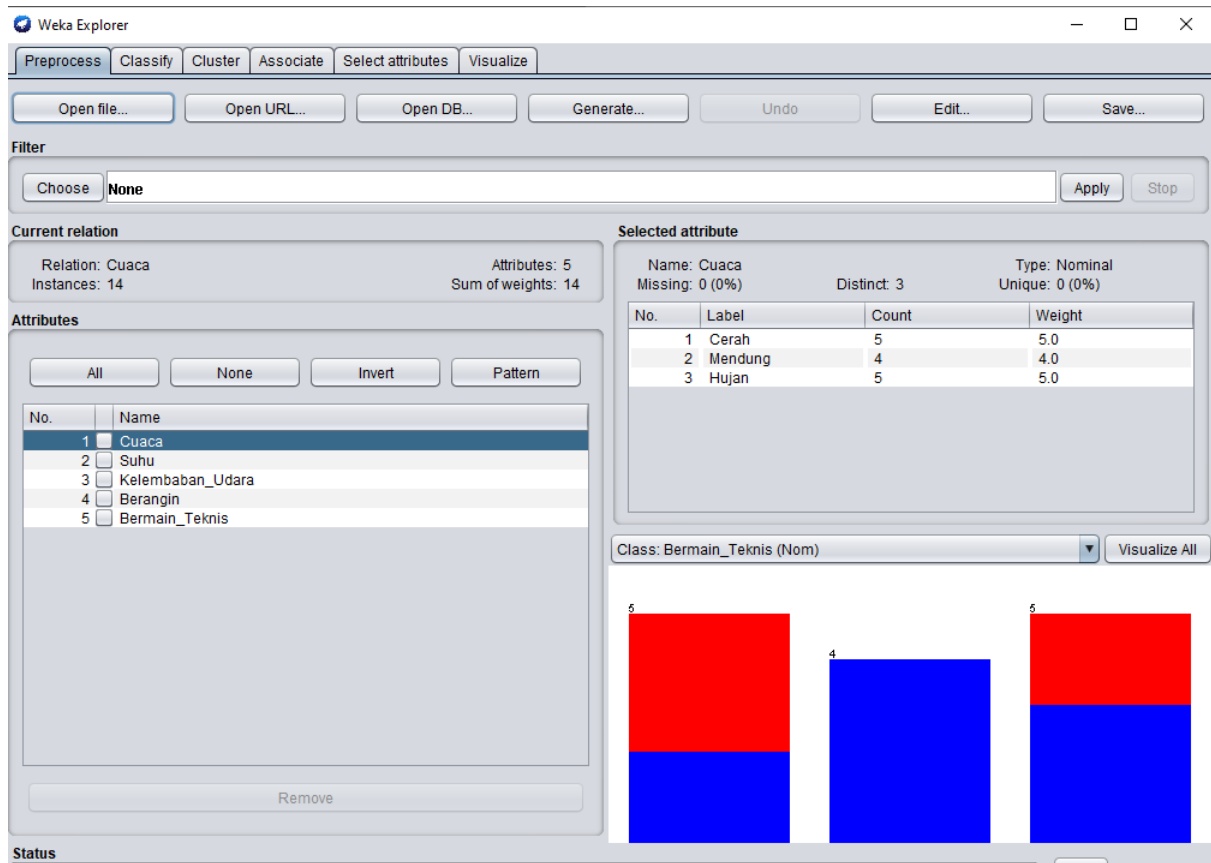 Weka Explorer
Preprocess Classify Cluster Associate Select attributes Visualize
Open file... Open URL... Open DB... Generate... Undo Edit... Save...
Filter
Choose None Apply Stop
Current relation
Relation: Cuaca Attributes: 5
Instances: 14 Sum of weights: 14
Attributes
All None Invert Pattern
No. Name
1 Cuaca
2 Suhu
3 Kelembaban_Udara
4 Berangin
5 Bermain_Teknis
Remove
Selected attribute
Name: Cuaca Type: Nominal
Missing: 0 (0%) Distinct: 3 Unique: 0 (0%)
No. Label Count Weight
1 Cerah 5 5.0
2 Mendung 4 4.0
3 Hujan 5 5.0
Class: Bermain_Teknis (Nom) Visualize All
5 4 5
Status